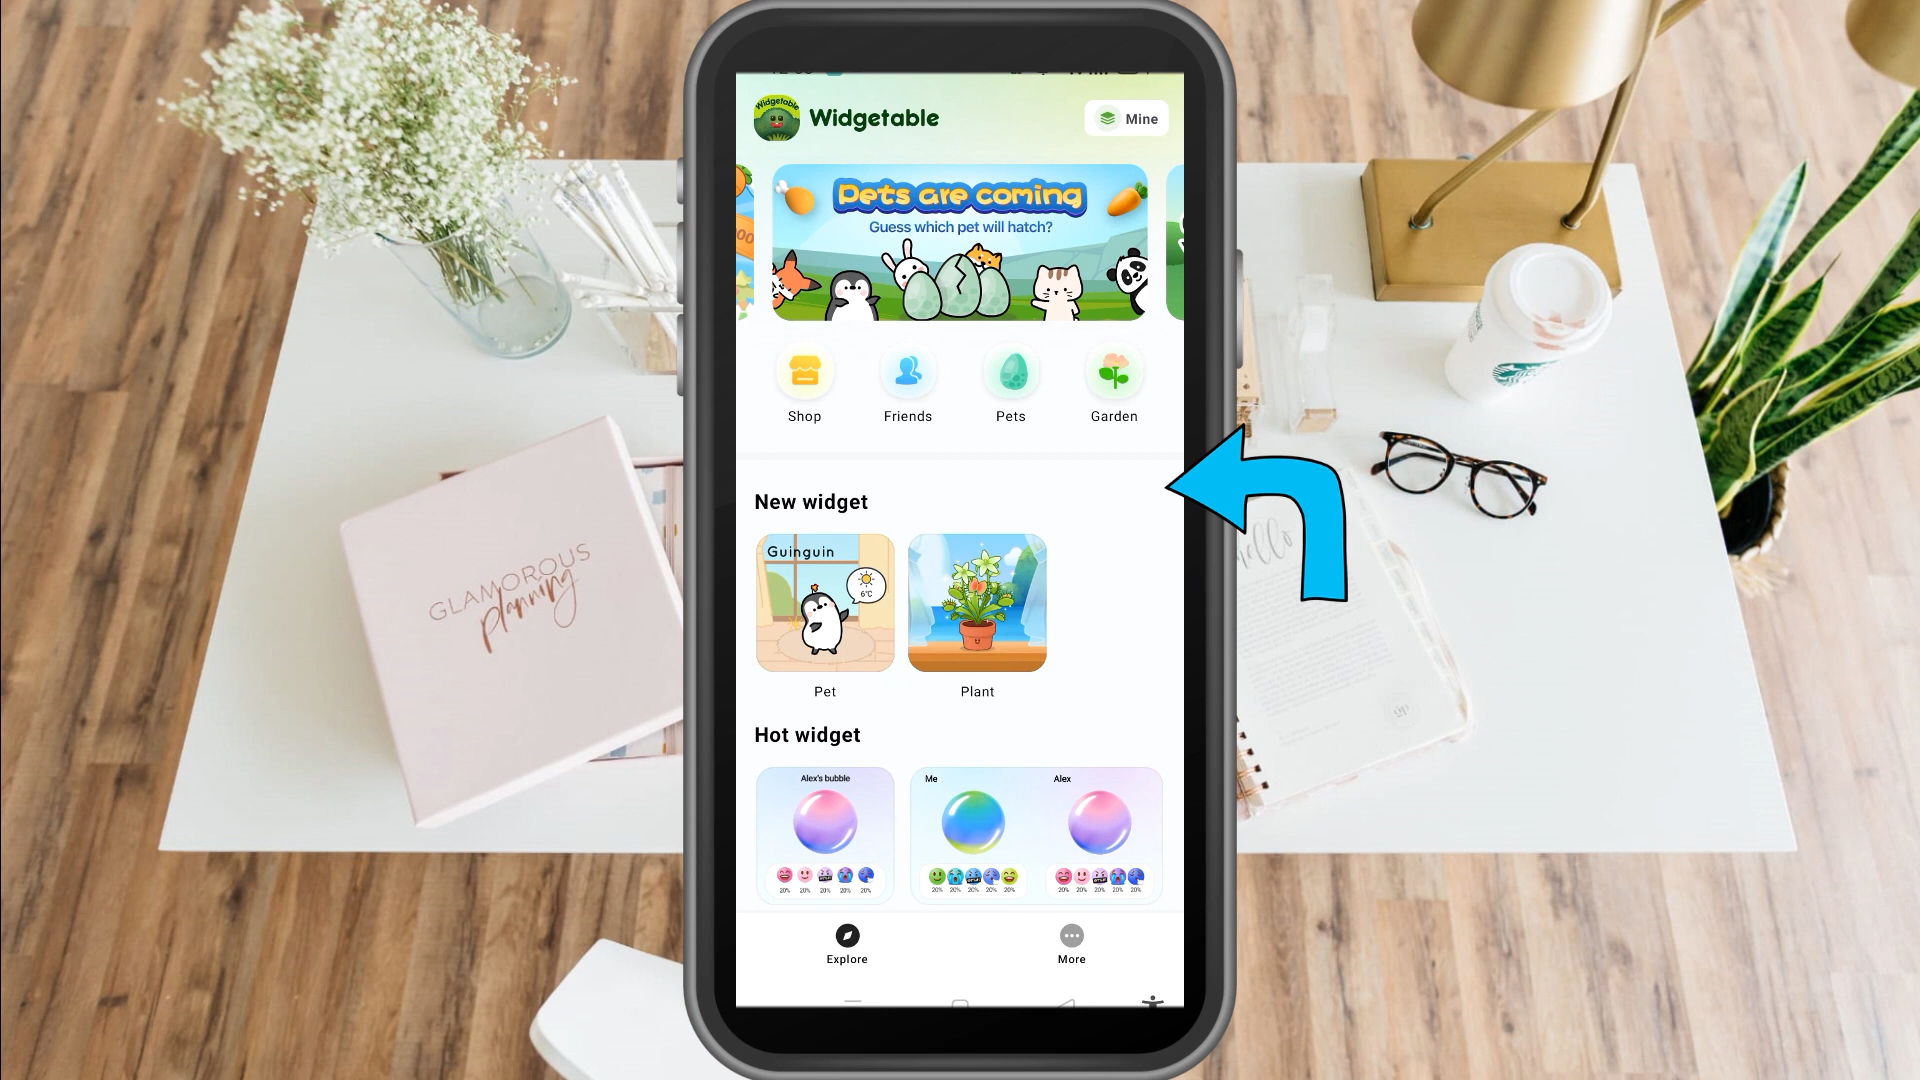 Widgetable
Widgetable
Mine
Pets are coming
Guess which pet will hatch?
Shop
Friends
Pets
Garden
New widget
Guinguin
6°C
Pet
Plant
Hot widget
Alex's bubble
Me
Alex
20% 20% 20% 20% 20%
20% 20% 20% 20% 20%
20% 20% 20% 20% 20%
Explore
More
GLAMOROUS
planning
hello